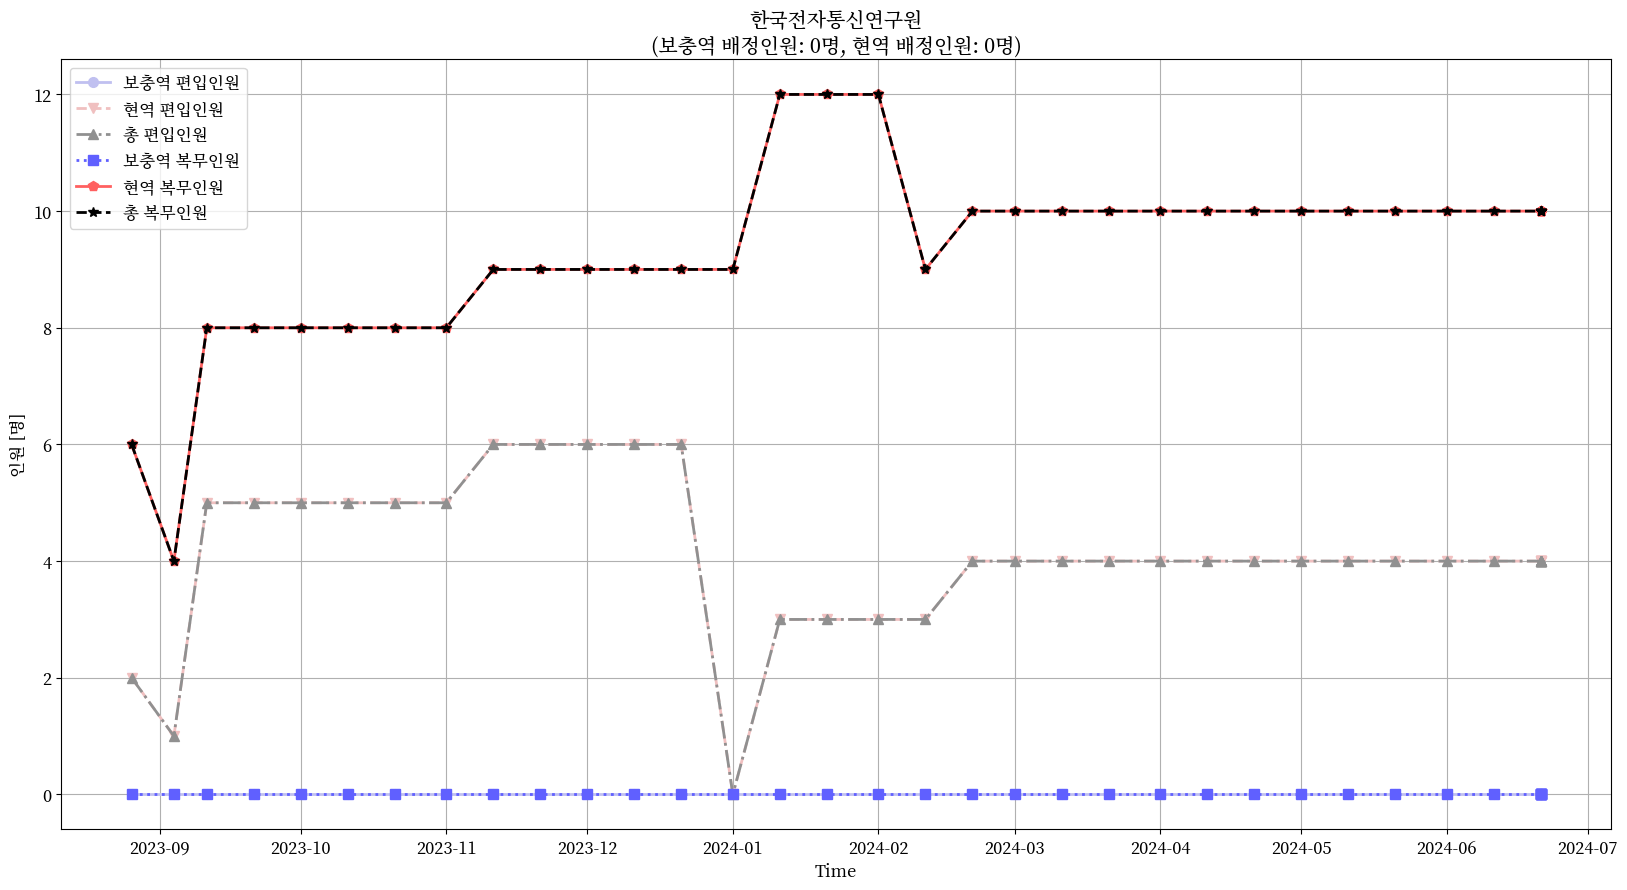 한국전자통신연구원
(보충역 배정인원: 0명, 현역 배정인원: 0명)
보충역 편입인원
현역 편입인원
총 편입인원
보충역 복무인원
현역 복무인원
총 복무인원
인원 [명]
12
10
8
6
4
2
0
2023-09 2023-10 2023-11 2023-12 2024-01 2024-02 2024-03 2024-04 2024-05 2024-06 2024-07
Time